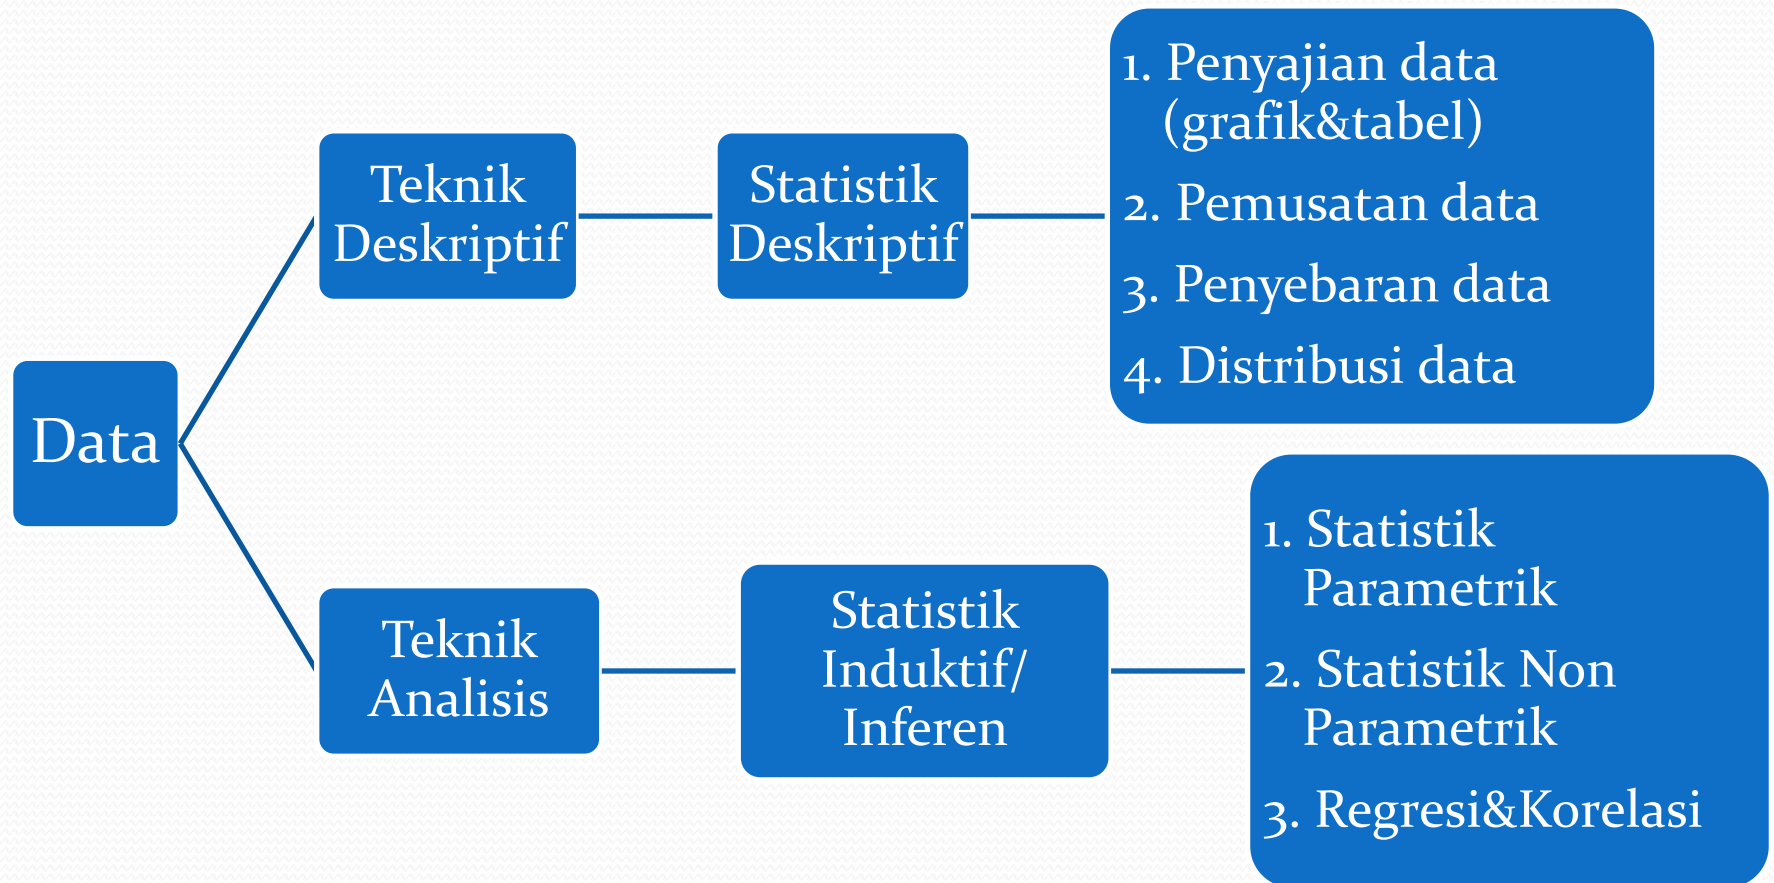 Data
Teknik
Deskriptif
Statistik
Deskriptif
1. Penyajian data
(grafik&tabel)
2. Pemusatan data
3. Penyebaran data
4. Distribusi data
Teknik
Analisis
Statistik
Induktif/
Inferen
1. Statistik
Parametrik
2. Statistik Non
Parametrik
3. Regresi&Korelasi